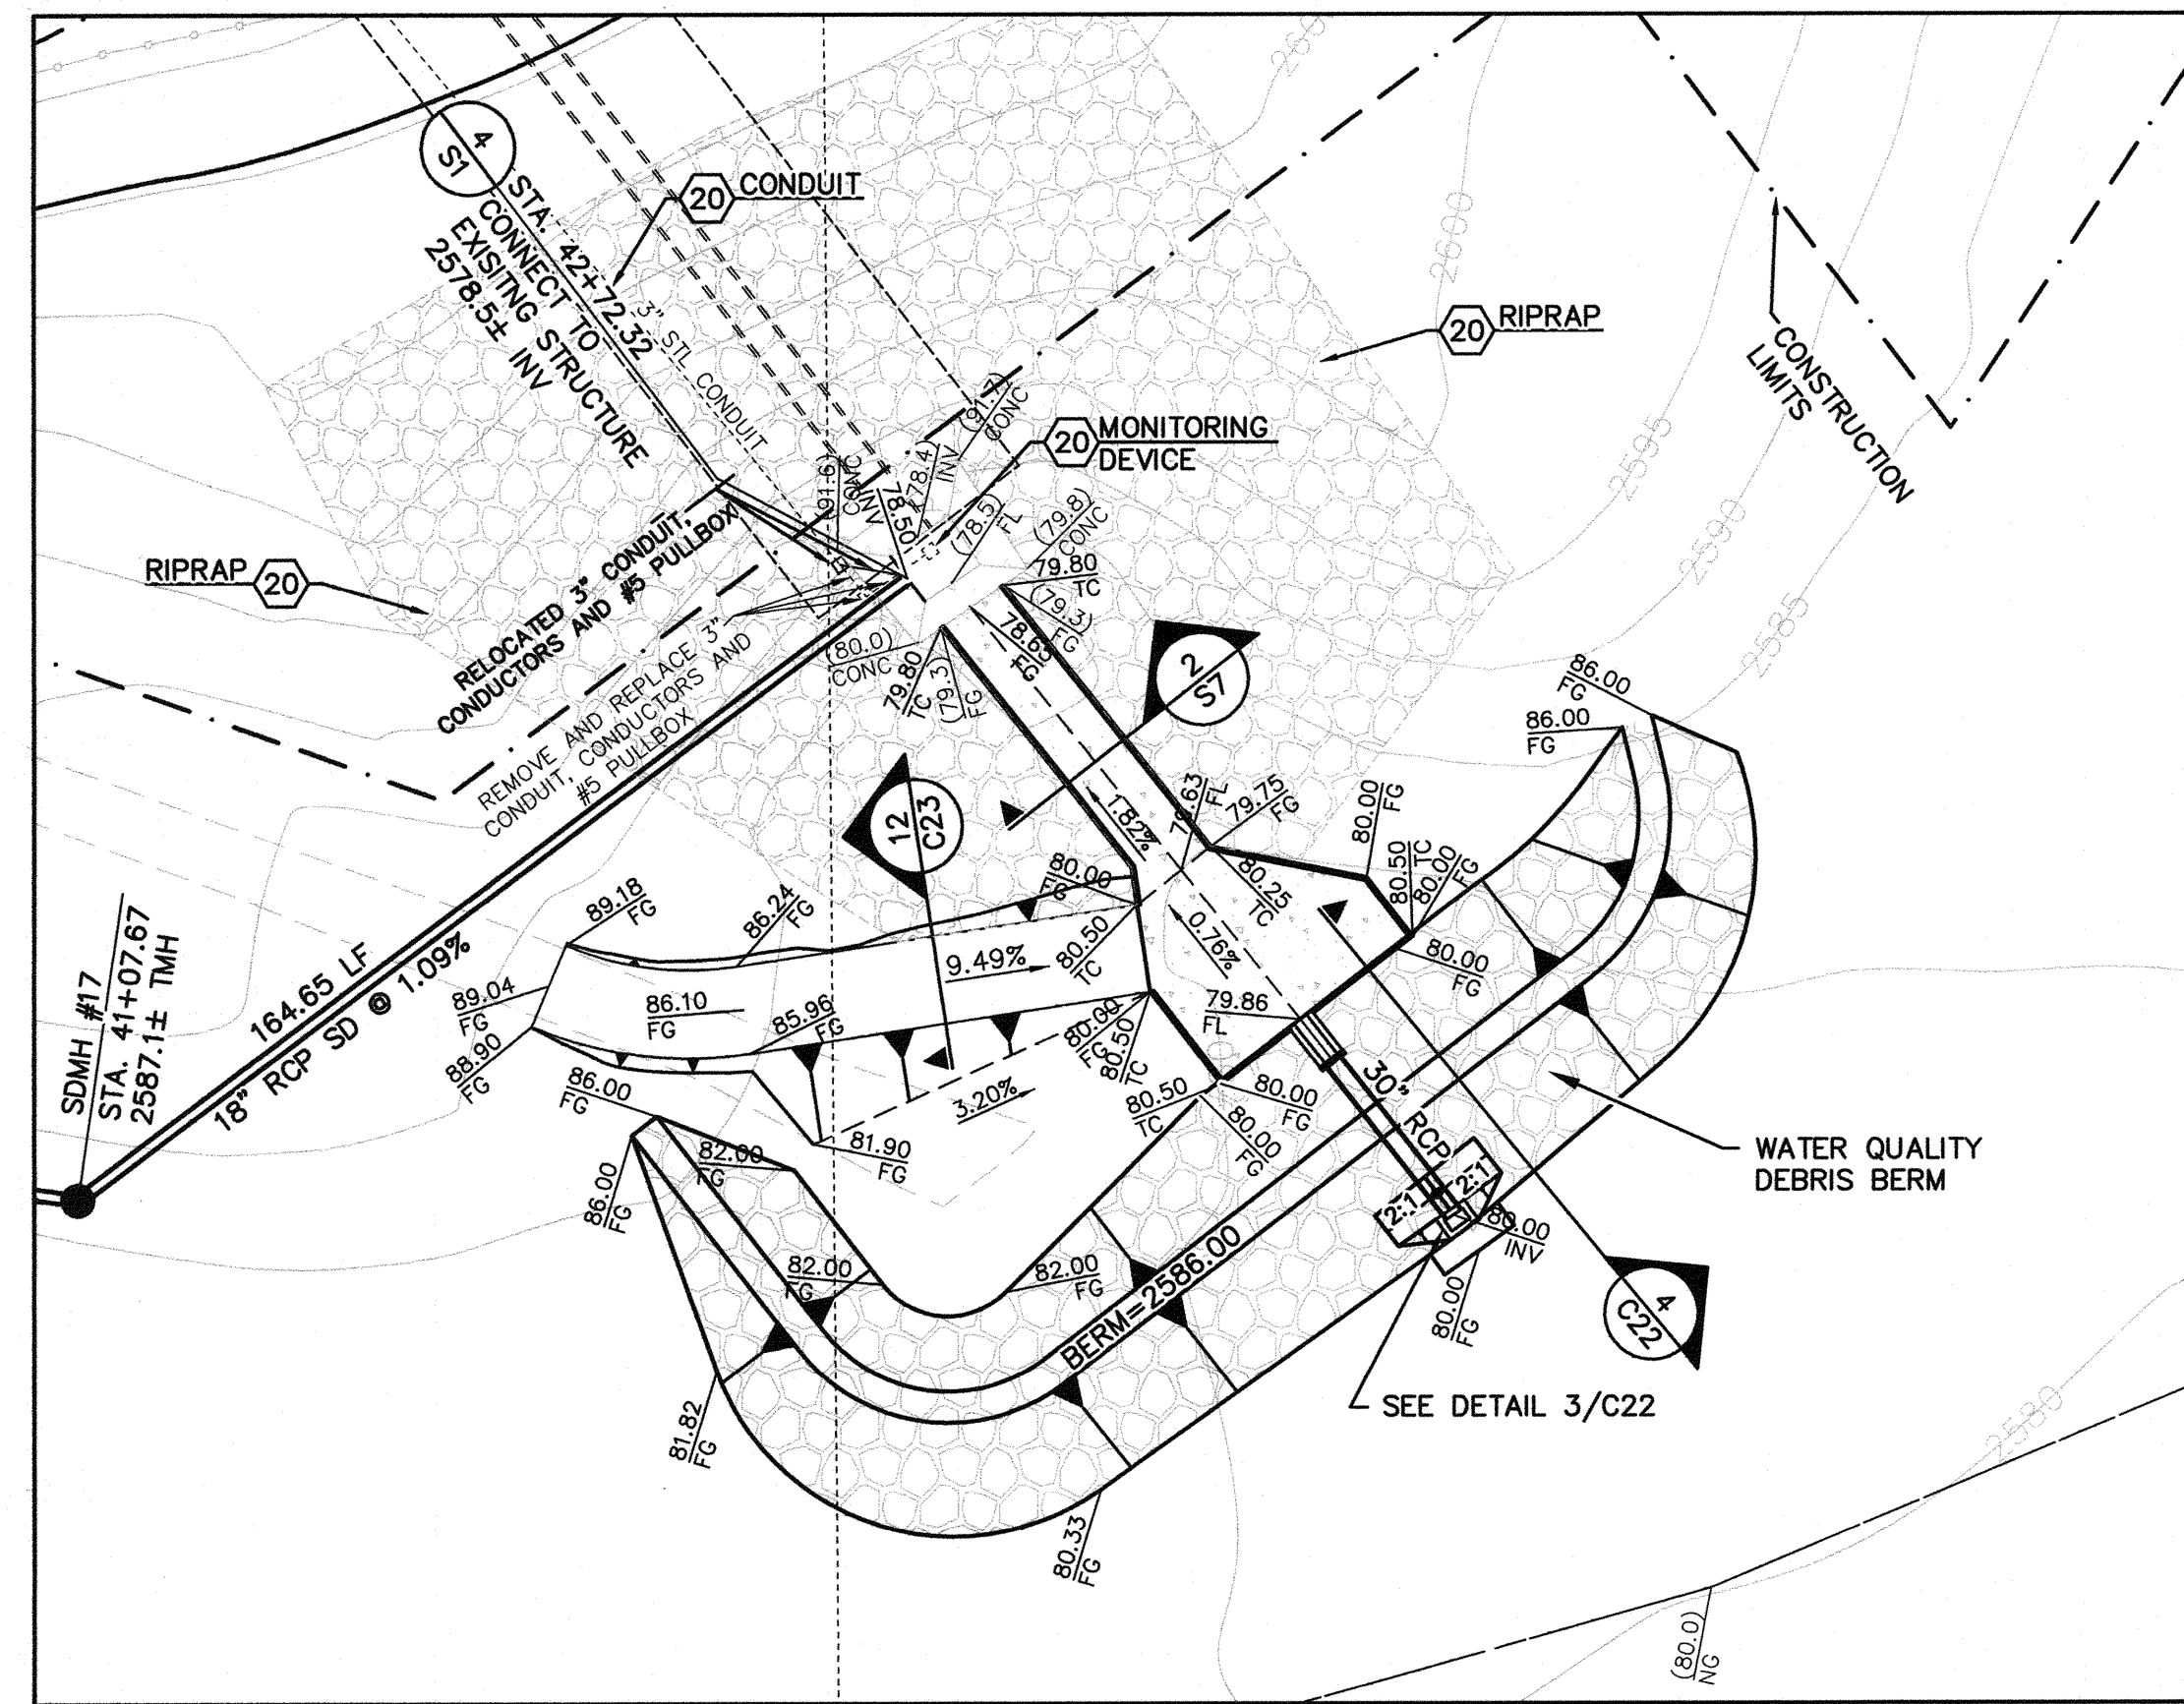 4
S1
STA. 42+72.32
CONNECT TO
EXISITNG STRUCTURE
2578.5± INV
3" STL CONDUIT
20 CONDUIT
2600
20 RIPRAP
CONSTRUCTION
LIMITS
20 MONITORING
DEVICE
2595
2590
2585
(91.7)
CONC
(91.6)
CONC
78.50
INV
(78.4)
INV
(78.5)
FL
(79.8)
CONC
79.80
TC
(79.3)
FG
78.63
FG
RIPRAP 20
RELOCATED 3" CONDUIT,
CONDUCTORS AND #5 PULLBOX
REMOVE AND REPLACE 3"
CONDUIT, CONDUCTORS AND
#5 PULLBOX
(80.0)
CONC
79.80
TC
(79.3)
FG
2
S7
12
C23
1.82%
79.63
FL
79.75
FG
80.00
FG
80.50
TC
80.00
FG
86.00
FG
86.00
FG
80.25
TC
80.00
FG
80.50
TC
0.76%
80.00
FG
79.86
FL
89.18
FG
86.24
FG
9.49%
89.04
FG
86.10
FG
85.96
FG
88.90
FG
80.00
FG
80.50
TC
3.20%
80.50
TC
80.00
FG
80.00
FG
86.00
FG
82.00
FG
81.90
FG
86.00
FG
82.00
FG
82.00
FG
SDMH #17
STA. 41+07.67
2587.1± TMH
164.65 LF
18" RCP SD @ 1.09%
30" RCP
2:1
2:1
80.00
INV
80.00
FG
BERM=2586.00
WATER QUALITY
DEBRIS BERM
4
C22
SEE DETAIL 3/C22
81.82
FG
80.33
FG
2580
(80.0)
NG